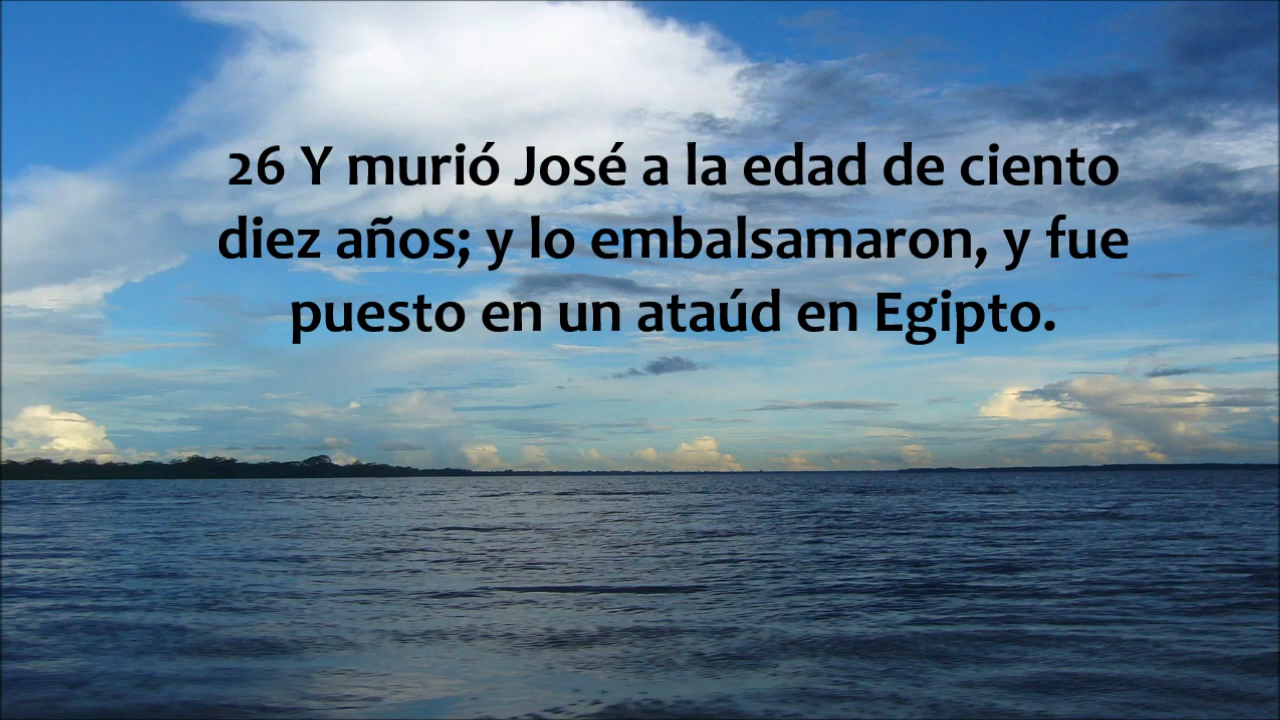 26 Y murió José a la edad de ciento
diez años; y lo embalsamaron, y fue
puesto en un ataúd en Egipto.